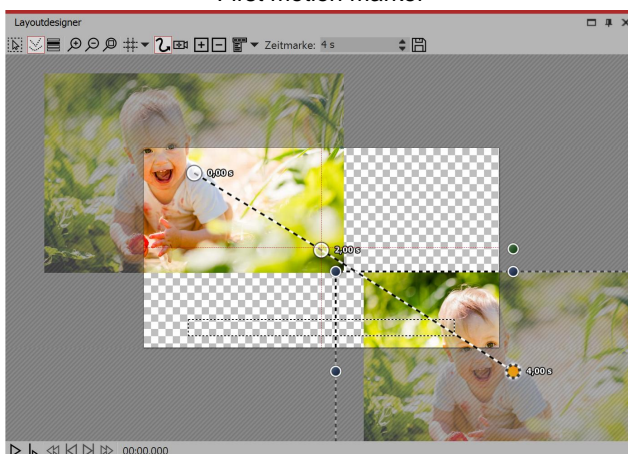 First motion marker
Layoutdesigner
Zeitmarke: 4 s
0,00 s
2,00 s
4,00 s
00:00.000